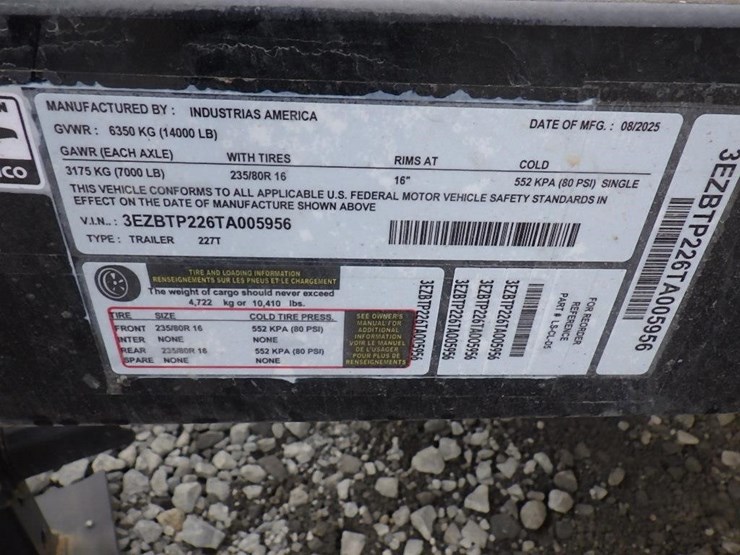 MANUFACTURED BY : INDUSTRIAS AMERICA
DATE OF MFG. : 08/2025
GVWR : 6350 KG (14000 LB)
GAWR (EACH AXLE) WITH TIRES RIMS AT COLD
3175 KG (7000 LB) 235/80R 16 16" 552 KPA (80 PSI) SINGLE
THIS VEHICLE CONFORMS TO ALL APPLICABLE U.S. FEDERAL MOTOR VEHICLE SAFETY STANDARDS IN
EFFECT ON THE DATE OF MANUFACTURE SHOWN ABOVE
V.I.N.. : 3EZBTP226TA005956
TYPE : TRAILER 227T
TIRE AND LOADING INFORMATION
RENSEIGNEMENTS SUR LES PNEUS ET LE CHARGEMENT
The weight of cargo should never exceed
4,722 kg or 10,410 lbs.
TIRE SIZE COLD TIRE PRESS.
FRONT 235/80R 16 552 KPA (80 PSI)
INTER NONE NONE
REAR 235/80R 16 552 KPA (80 PSI)
SPARE NONE NONE
SEE OWNER'S
MANUAL FOR
ADDITIONAL
INFORMATION
VOIR LE MANUEL
DE L'USAGER
POUR PLUS DE
RENSEIGNEMENTS
3EZBTP226TA005956
3EZBTP226TA005956
3EZBTP226TA005956
3EZBTP226TA005956
FOR REORDER
REFERENCE
PART # LS-CL-05
3EZBTP226TA005956